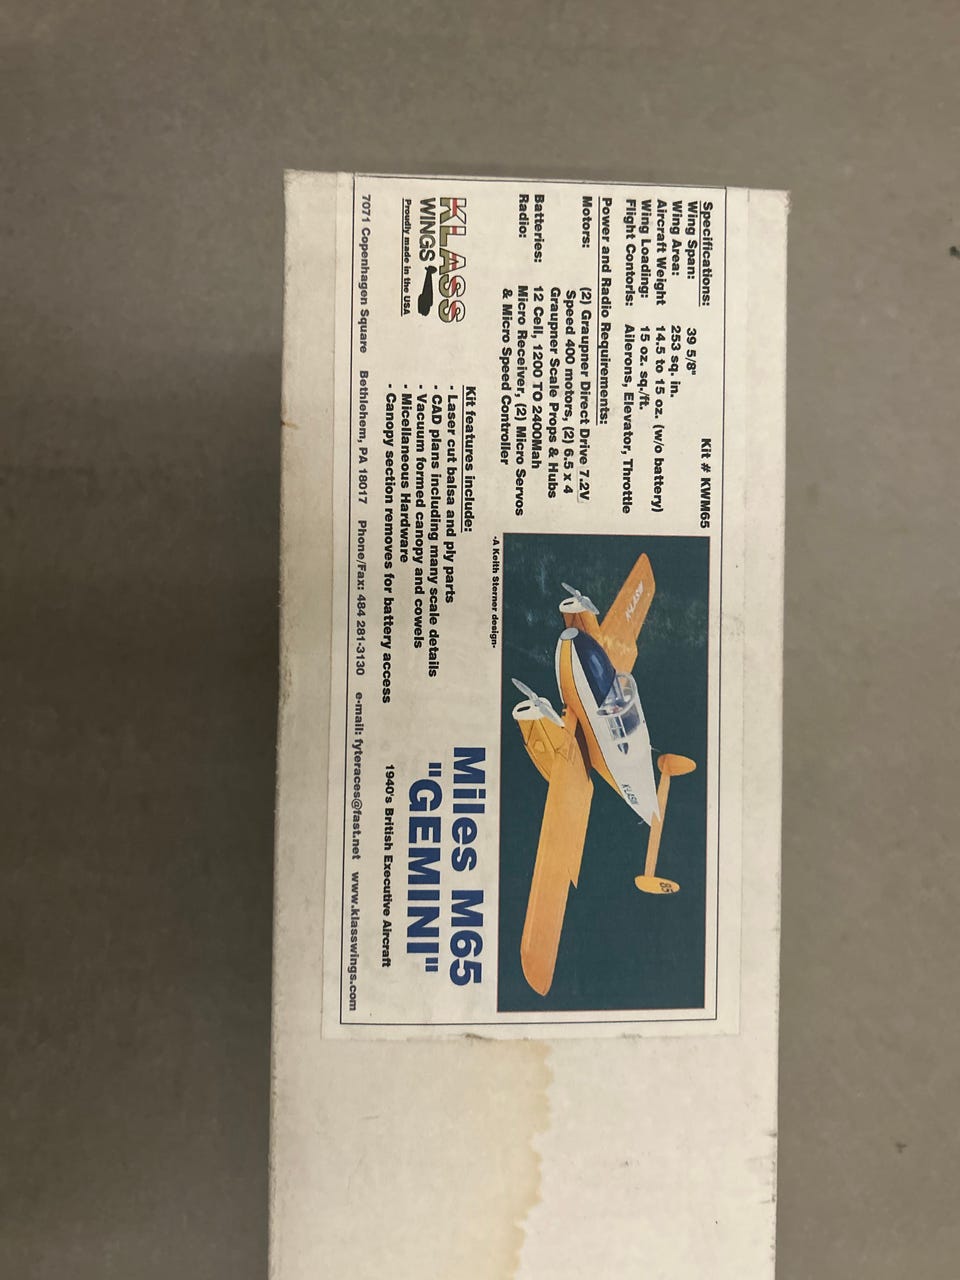 Kit # KWM65
Specifications:
Wing Span: 39 5/8"
Wing Area: 253 sq. in.
Aircraft Weight 14.5 to 15 oz. (w/o battery)
Wing Loading: 15 oz. sq./ft.
Flight Contorls: Ailerons, Elevator, Throttle
Power and Radio Requirements:
Motors: (2) Graupner Direct Drive 7.2V
Speed 400 motors, (2) 6.5 x 4
Graupner Scale Props & Hubs
Batteries: 12 Cell, 1200 TO 2400Mah
Radio: Micro Receiver, (2) Micro Servos
& Micro Speed Controller
KLASS
WINGS
Proudly made in the USA
Kit features include:
- Laser cut balsa and ply parts
- CAD plans including many scale details
- Vacuum formed canopy and cowels
- Micellaneous Hardware
- Canopy section removes for battery access
-A Keith Sterner design-
KLASS
85
Miles M65
"GEMINI"
1940's British Executive Aircraft
7071 Copenhagen Square Bethlehem, PA 18017 Phone/Fax: 484 281-3130 e-mail: fyteraces@fast.net www.klasswings.com